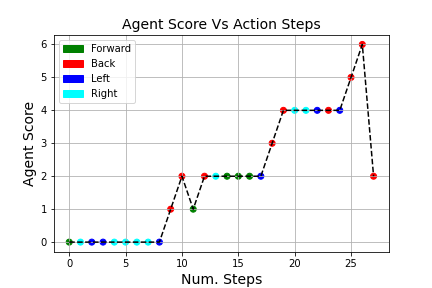 Agent Score Vs Action Steps
Forward
Back
Left
Right
6
5
4
3
2
1
0
Agent Score
0 5 10 15 20 25
Num. Steps